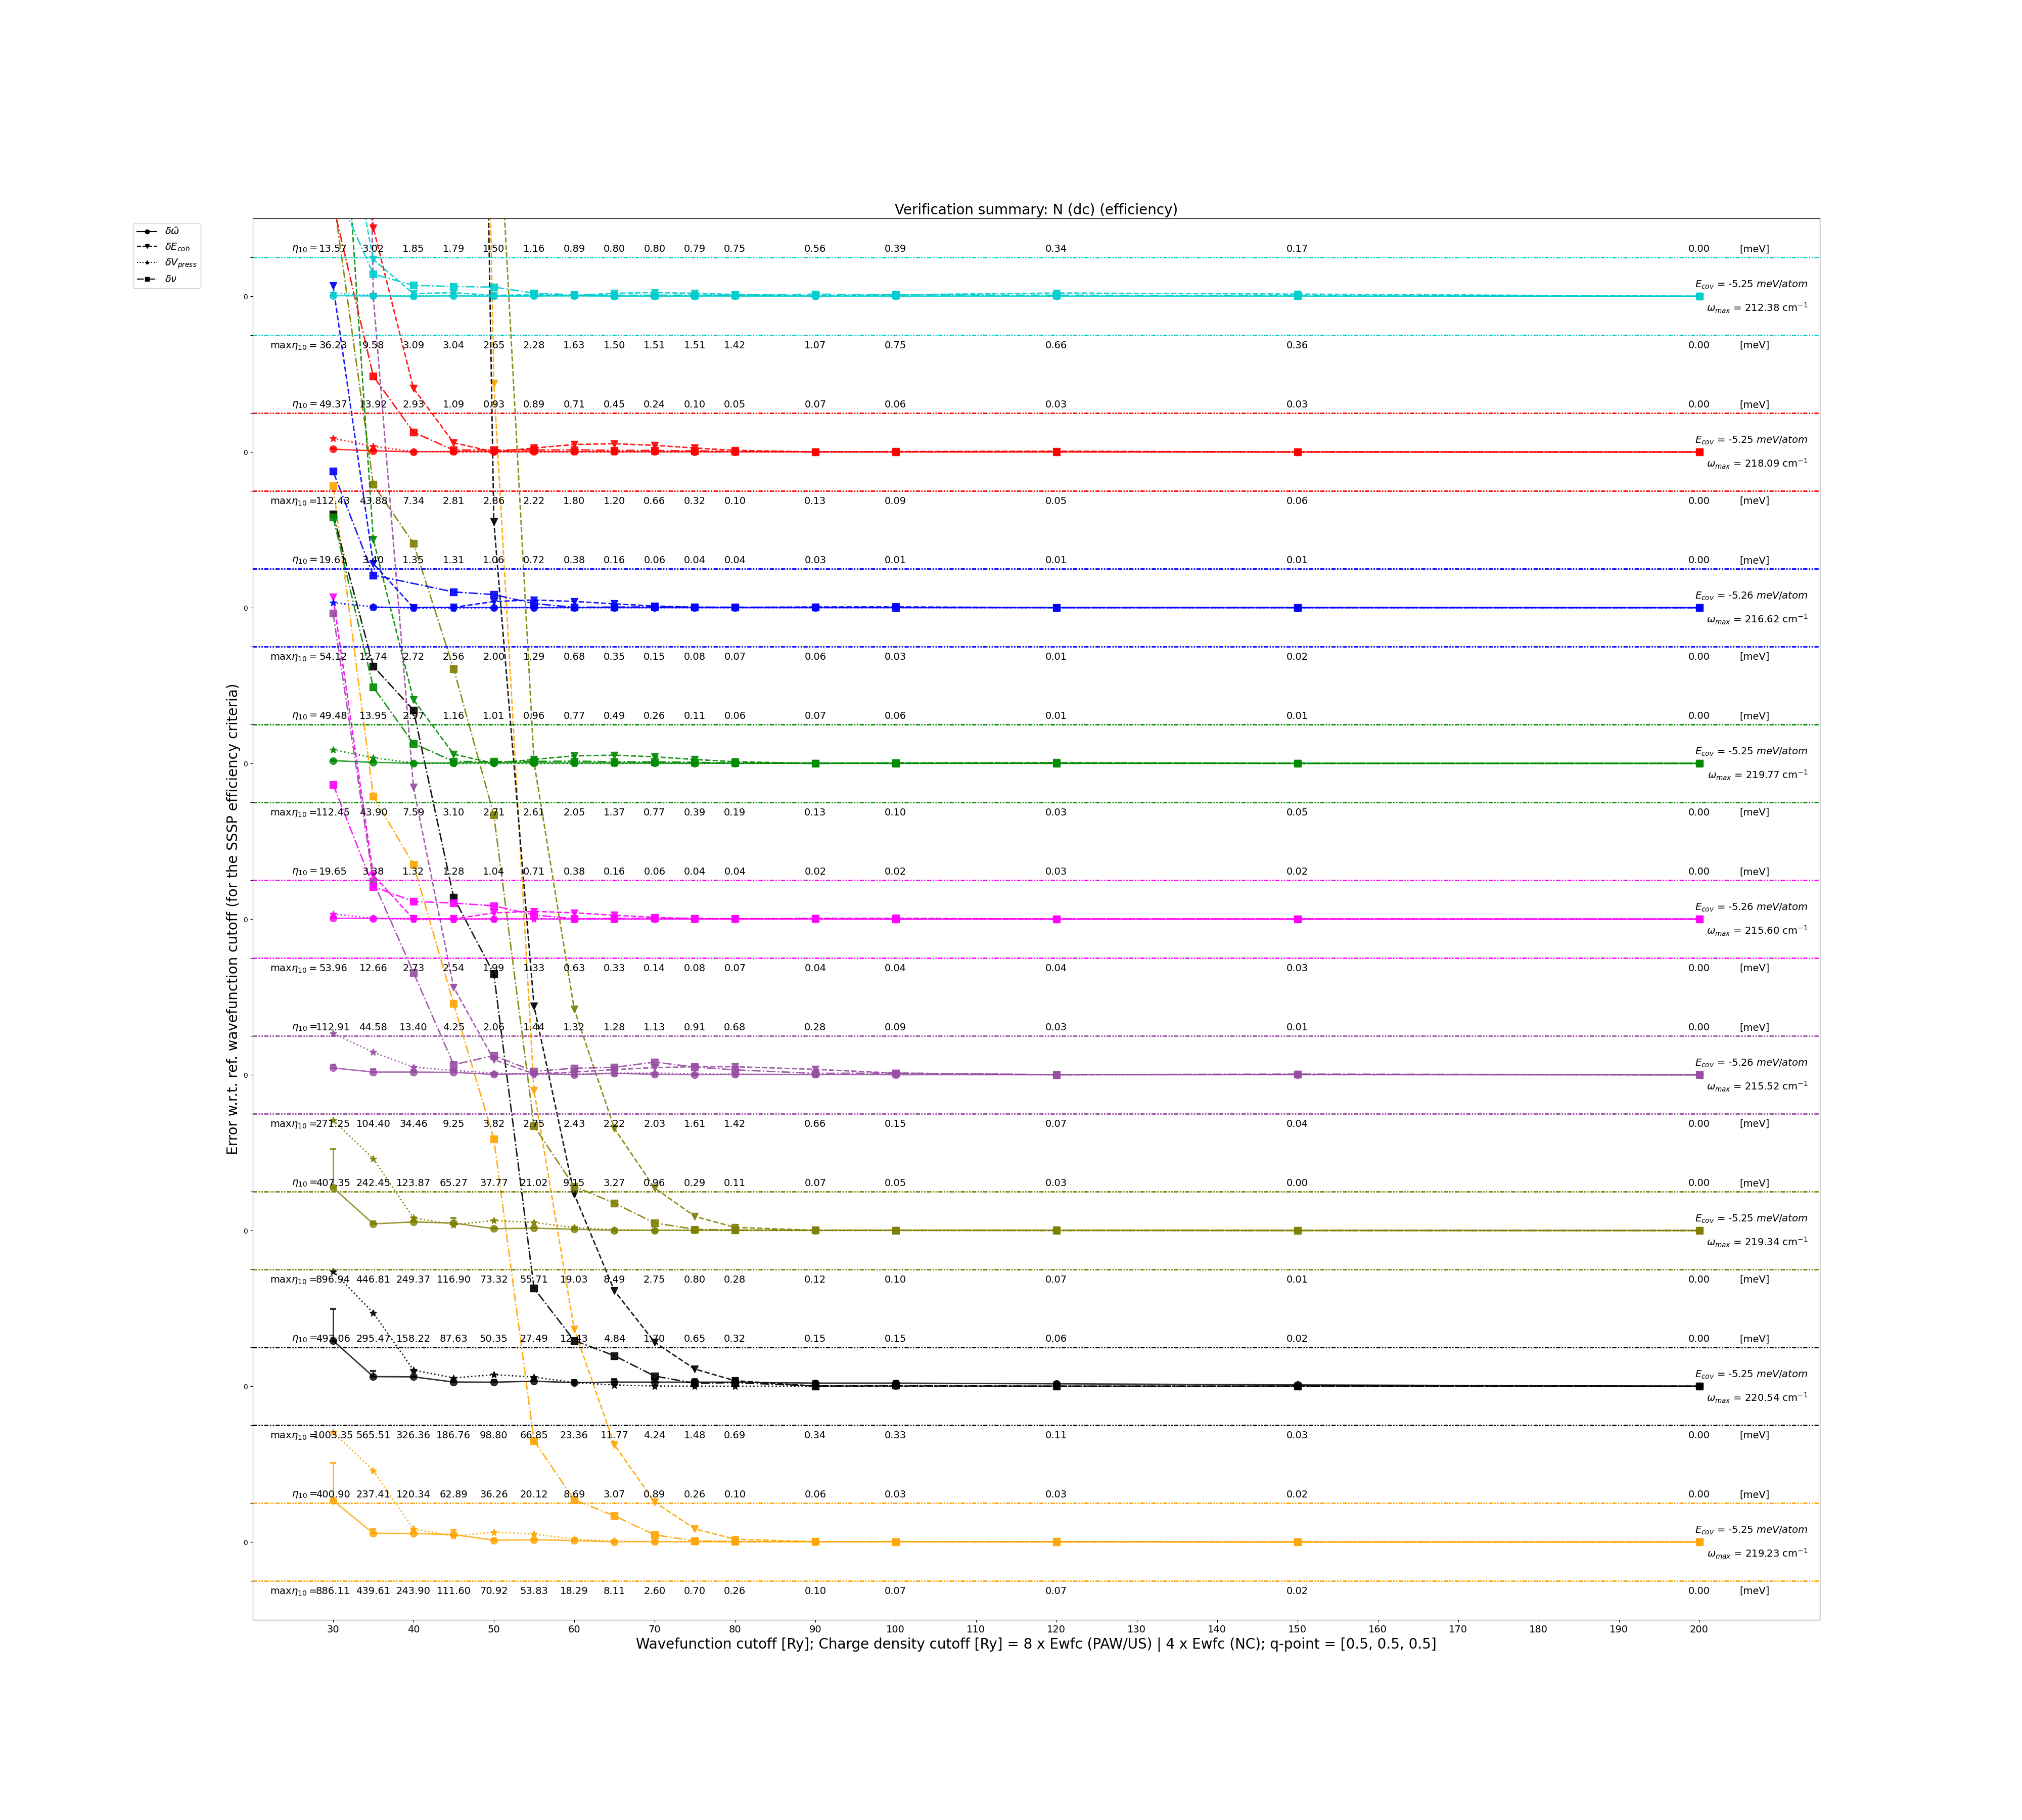 Verification summary: N (dc) (efficiency)
δω̄
δE_coh
δV_press
δν
η₁₀ = 13.57 3.02 1.85 1.79 1.50 1.16 0.89 0.80 0.80 0.79 0.75 0.56 0.39 0.34 0.17 0.00 [meV]
0
E_cov = -5.25 meV/atom
ω_max = 212.38 cm⁻¹
maxη₁₀ = 36.23 9.58 3.09 3.04 2.65 2.28 1.63 1.50 1.51 1.51 1.42 1.07 0.75 0.66 0.36 0.00 [meV]
η₁₀ = 49.37 13.92 2.93 1.09 0.93 0.89 0.71 0.45 0.24 0.10 0.05 0.07 0.06 0.03 0.03 0.00 [meV]
0
E_cov = -5.25 meV/atom
ω_max = 218.09 cm⁻¹
maxη₁₀ = 112.43 43.88 7.34 2.81 2.86 2.22 1.80 1.20 0.66 0.32 0.10 0.13 0.09 0.05 0.06 0.00 [meV]
η₁₀ = 19.61 3.40 1.35 1.31 1.06 0.72 0.38 0.16 0.06 0.04 0.04 0.03 0.01 0.01 0.01 0.00 [meV]
0
E_cov = -5.26 meV/atom
ω_max = 216.62 cm⁻¹
maxη₁₀ = 54.12 12.74 2.72 2.56 2.00 1.29 0.68 0.35 0.15 0.08 0.07 0.06 0.03 0.01 0.02 0.00 [meV]
η₁₀ = 49.48 13.95 2.97 1.16 1.01 0.96 0.77 0.49 0.26 0.11 0.06 0.07 0.06 0.01 0.01 0.00 [meV]
0
E_cov = -5.25 meV/atom
ω_max = 219.77 cm⁻¹
maxη₁₀ = 112.45 43.90 7.59 3.10 2.71 2.61 2.05 1.37 0.77 0.39 0.19 0.13 0.10 0.03 0.05 0.00 [meV]
η₁₀ = 19.65 3.38 1.32 1.28 1.04 0.71 0.38 0.16 0.06 0.04 0.04 0.02 0.02 0.03 0.02 0.00 [meV]
0
E_cov = -5.26 meV/atom
ω_max = 215.60 cm⁻¹
maxη₁₀ = 53.96 12.66 2.73 2.54 1.99 1.33 0.63 0.33 0.14 0.08 0.07 0.04 0.04 0.04 0.03 0.00 [meV]
η₁₀ = 112.91 44.58 13.40 4.25 2.06 1.44 1.32 1.28 1.13 0.91 0.68 0.28 0.09 0.03 0.01 0.00 [meV]
0
E_cov = -5.26 meV/atom
ω_max = 215.52 cm⁻¹
maxη₁₀ = 271.25 104.40 34.46 9.25 3.82 2.75 2.43 2.22 2.03 1.61 1.42 0.66 0.15 0.07 0.04 0.00 [meV]
η₁₀ = 407.35 242.45 123.87 65.27 37.77 21.02 9.15 3.27 0.96 0.29 0.11 0.07 0.05 0.03 0.00 0.00 [meV]
0
E_cov = -5.25 meV/atom
ω_max = 219.34 cm⁻¹
maxη₁₀ = 896.94 446.81 249.37 116.90 73.32 55.71 19.03 8.49 2.75 0.80 0.28 0.12 0.10 0.07 0.01 0.00 [meV]
η₁₀ = 295.47 158.22 87.63 50.35 27.49 12.43 4.84 1.70 0.65 0.32 0.15 0.15 0.06 0.02 0.00 [meV]
0
E_cov = -5.25 meV/atom
ω_max = 220.54 cm⁻¹
maxη₁₀ = 1003.35 565.51 326.36 186.76 98.80 66.85 23.36 11.77 4.24 1.48 0.69 0.34 0.33 0.11 0.03 0.00 [meV]
η₁₀ = 400.90 237.41 120.34 62.89 36.26 20.12 8.69 3.07 0.89 0.26 0.10 0.06 0.03 0.03 0.02 0.00 [meV]
0
E_cov = -5.25 meV/atom
ω_max = 219.23 cm⁻¹
maxη₁₀ = 886.11 439.61 243.90 111.60 70.92 53.83 18.29 8.11 2.60 0.70 0.26 0.10 0.07 0.07 0.02 0.00 [meV]
30 40 50 60 70 80 90 100 110 120 130 140 150 160 170 180 190 200
Wavefunction cutoff [Ry]; Charge density cutoff [Ry] = 8 x Ewfc (PAW/US) | 4 x Ewfc (NC); q-point = [0.5, 0.5, 0.5]
Error w.r.t. ref. wavefunction cutoff (for the SSSP efficiency criteria)